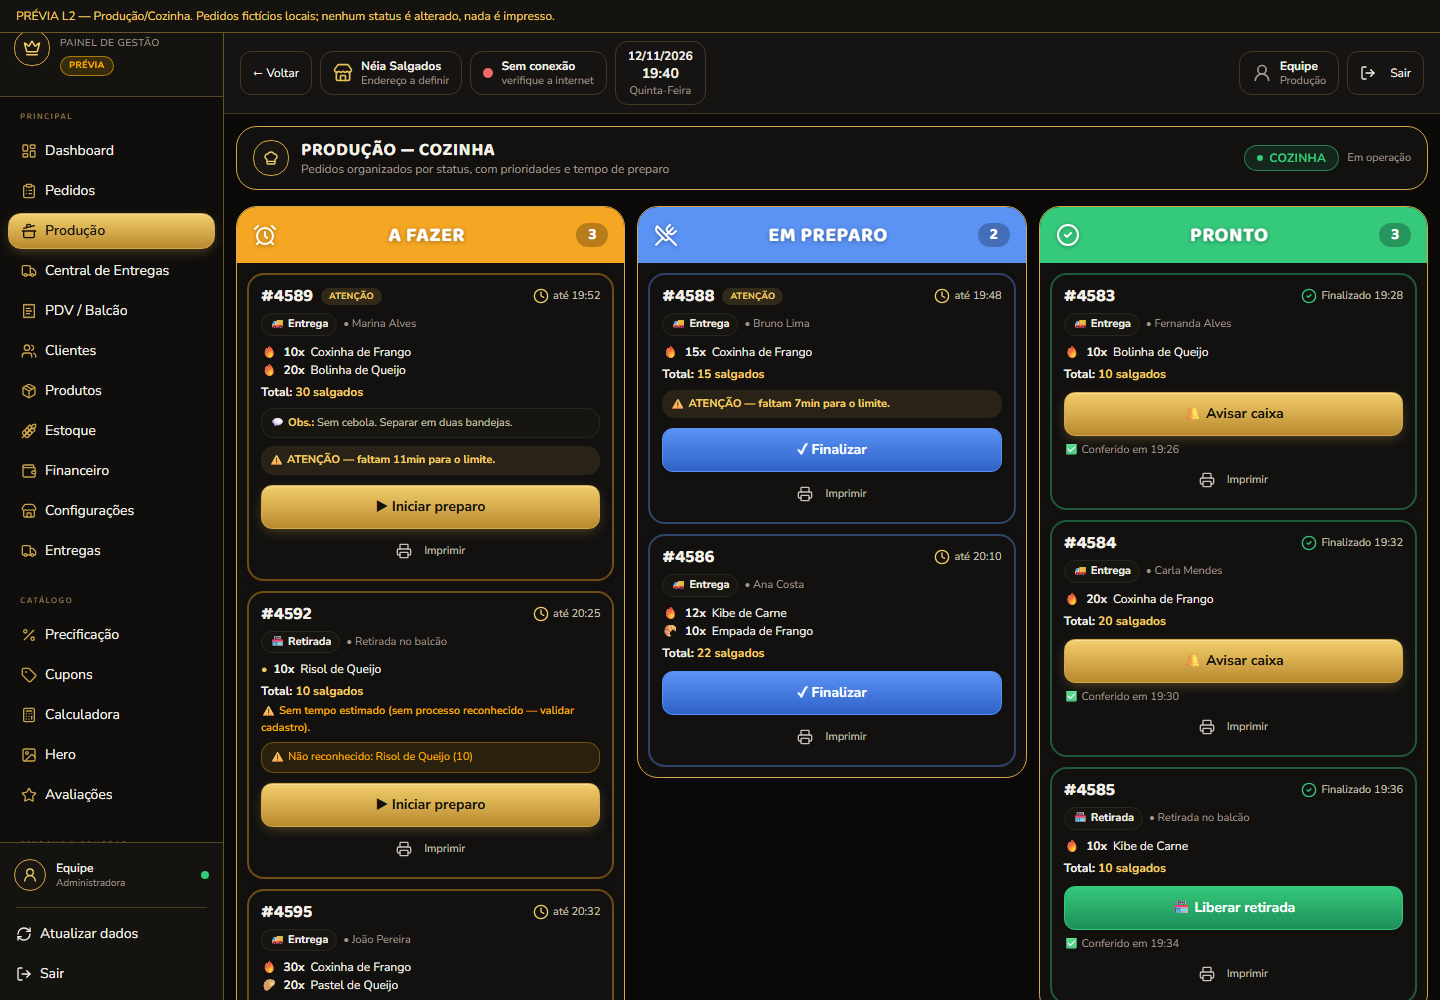 PRÉVIA L2 — Produção/Cozinha. Pedidos fictícios locais; nenhum status é alterado, nada é impresso.
PAINEL DE GESTÃO
PRÉVIA
PRINCIPAL
Dashboard
Pedidos
Produção
Central de Entregas
PDV / Balcão
Clientes
Produtos
Estoque
Financeiro
Configurações
Entregas
CATÁLOGO
Precificação
Cupons
Calculadora
Hero
Avaliações
Equipe
Administradora
Atualizar dados
Sair
← Voltar
Néia Salgados
Endereço a definir
Sem conexão
verifique a internet
12/11/2026
19:40
Quinta-Feira
Equipe
Produção
Sair
PRODUÇÃO — COZINHA
Pedidos organizados por status, com prioridades e tempo de preparo
COZINHA
Em operação
A FAZER
3
#4589 ATENÇÃO até 19:52
Entrega • Marina Alves
10x Coxinha de Frango
20x Bolinha de Queijo
Total: 30 salgados
Obs.: Sem cebola. Separar em duas bandejas.
ATENÇÃO — faltam 11min para o limite.
▶ Iniciar preparo
Imprimir
#4592 até 20:25
Retirada • Retirada no balcão
10x Risol de Queijo
Total: 10 salgados
Sem tempo estimado (sem processo reconhecido — validar
cadastro).
Não reconhecido: Risol de Queijo (10)
▶ Iniciar preparo
Imprimir
#4595 até 20:32
Entrega • João Pereira
30x Coxinha de Frango
20x Pastel de Queijo
EM PREPARO
2
#4588 ATENÇÃO até 19:48
Entrega • Bruno Lima
15x Coxinha de Frango
Total: 15 salgados
ATENÇÃO — faltam 7min para o limite.
✓ Finalizar
Imprimir
#4586 até 20:10
Entrega • Ana Costa
12x Kibe de Carne
10x Empada de Frango
Total: 22 salgados
✓ Finalizar
Imprimir
PRONTO
3
#4583 Finalizado 19:28
Entrega • Fernanda Alves
10x Bolinha de Queijo
Total: 10 salgados
Avisar caixa
Conferido em 19:26
Imprimir
#4584 Finalizado 19:32
Entrega • Carla Mendes
20x Coxinha de Frango
Total: 20 salgados
Avisar caixa
Conferido em 19:30
Imprimir
#4585 Finalizado 19:36
Retirada • Retirada no balcão
10x Kibe de Carne
Total: 10 salgados
Liberar retirada
Conferido em 19:34
Imprimir